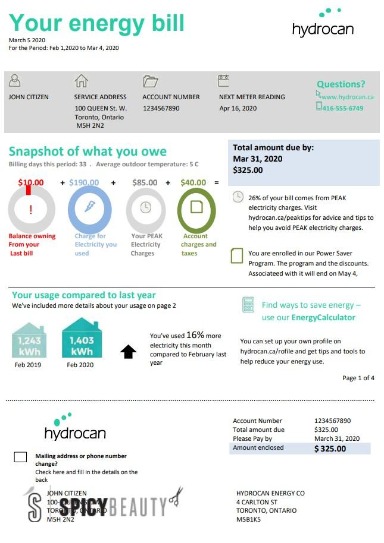 Your energy bill
March 5 2020
For the Period: Feb 1,2020 to Mar 4, 2020
hydrocan
JOHN CITIZEN
SERVICE ADDRESS
100 QUEEN St. W.
Toronto, Ontario
M5H 2N2
ACCOUNT NUMBER
1234567890
NEXT METER READING
Apr 16, 2020
Questions?
www.hydrocan.ca
416-555-6749
Snapshot of what you owe
Billing days this period: 33 . Average outdoor temperature: 5 C
Total amount due by:
Mar 31, 2020
$325.00
$10.00 + $190.00 + $85.00 + $40.00 =
!
Balance owning
From your
Last bill
Charge for
Electricity you
used
Your PEAK
Electricity
Charges
Account
charges and
taxes
26% of your bill comes from PEAK
electricity charges. Visit
hydrocan.ca/peaktips for advice and tips to
help you avoid PEAK charges.
You are enrolled in our Power Saver
Program. The program and the discounts.
Associatedd with it will end on May 4,
Your usage compared to last year
We've included more details about your usage on page 2
1,243
kWh
Feb 2019
1,403
kWh
Feb 2020
You've used 16% more
electricity this month
compared to February last
year
Find ways to save energy –
use our EnergyCalculator
You can set up your own profile on
hydrocan.ca/rofile and get tips and tools to
help reduce your energy use.
Page 1 of 4
hydrocan
Mailing address or phone number
change?
Check here and fill in the details on the
back
Account Number 1234567890
Total amount due $325.00
Please Pay by March 31, 2020
Amount enclosed $ 325.00
JOHN CITIZEN
TORONTO, ONTARIO
M5H 2N2
SPICYBEAUTY
HYDROCAN ENERGY CO
4 CARLTON ST
TORONTO, ONTARIO
M5B1K5